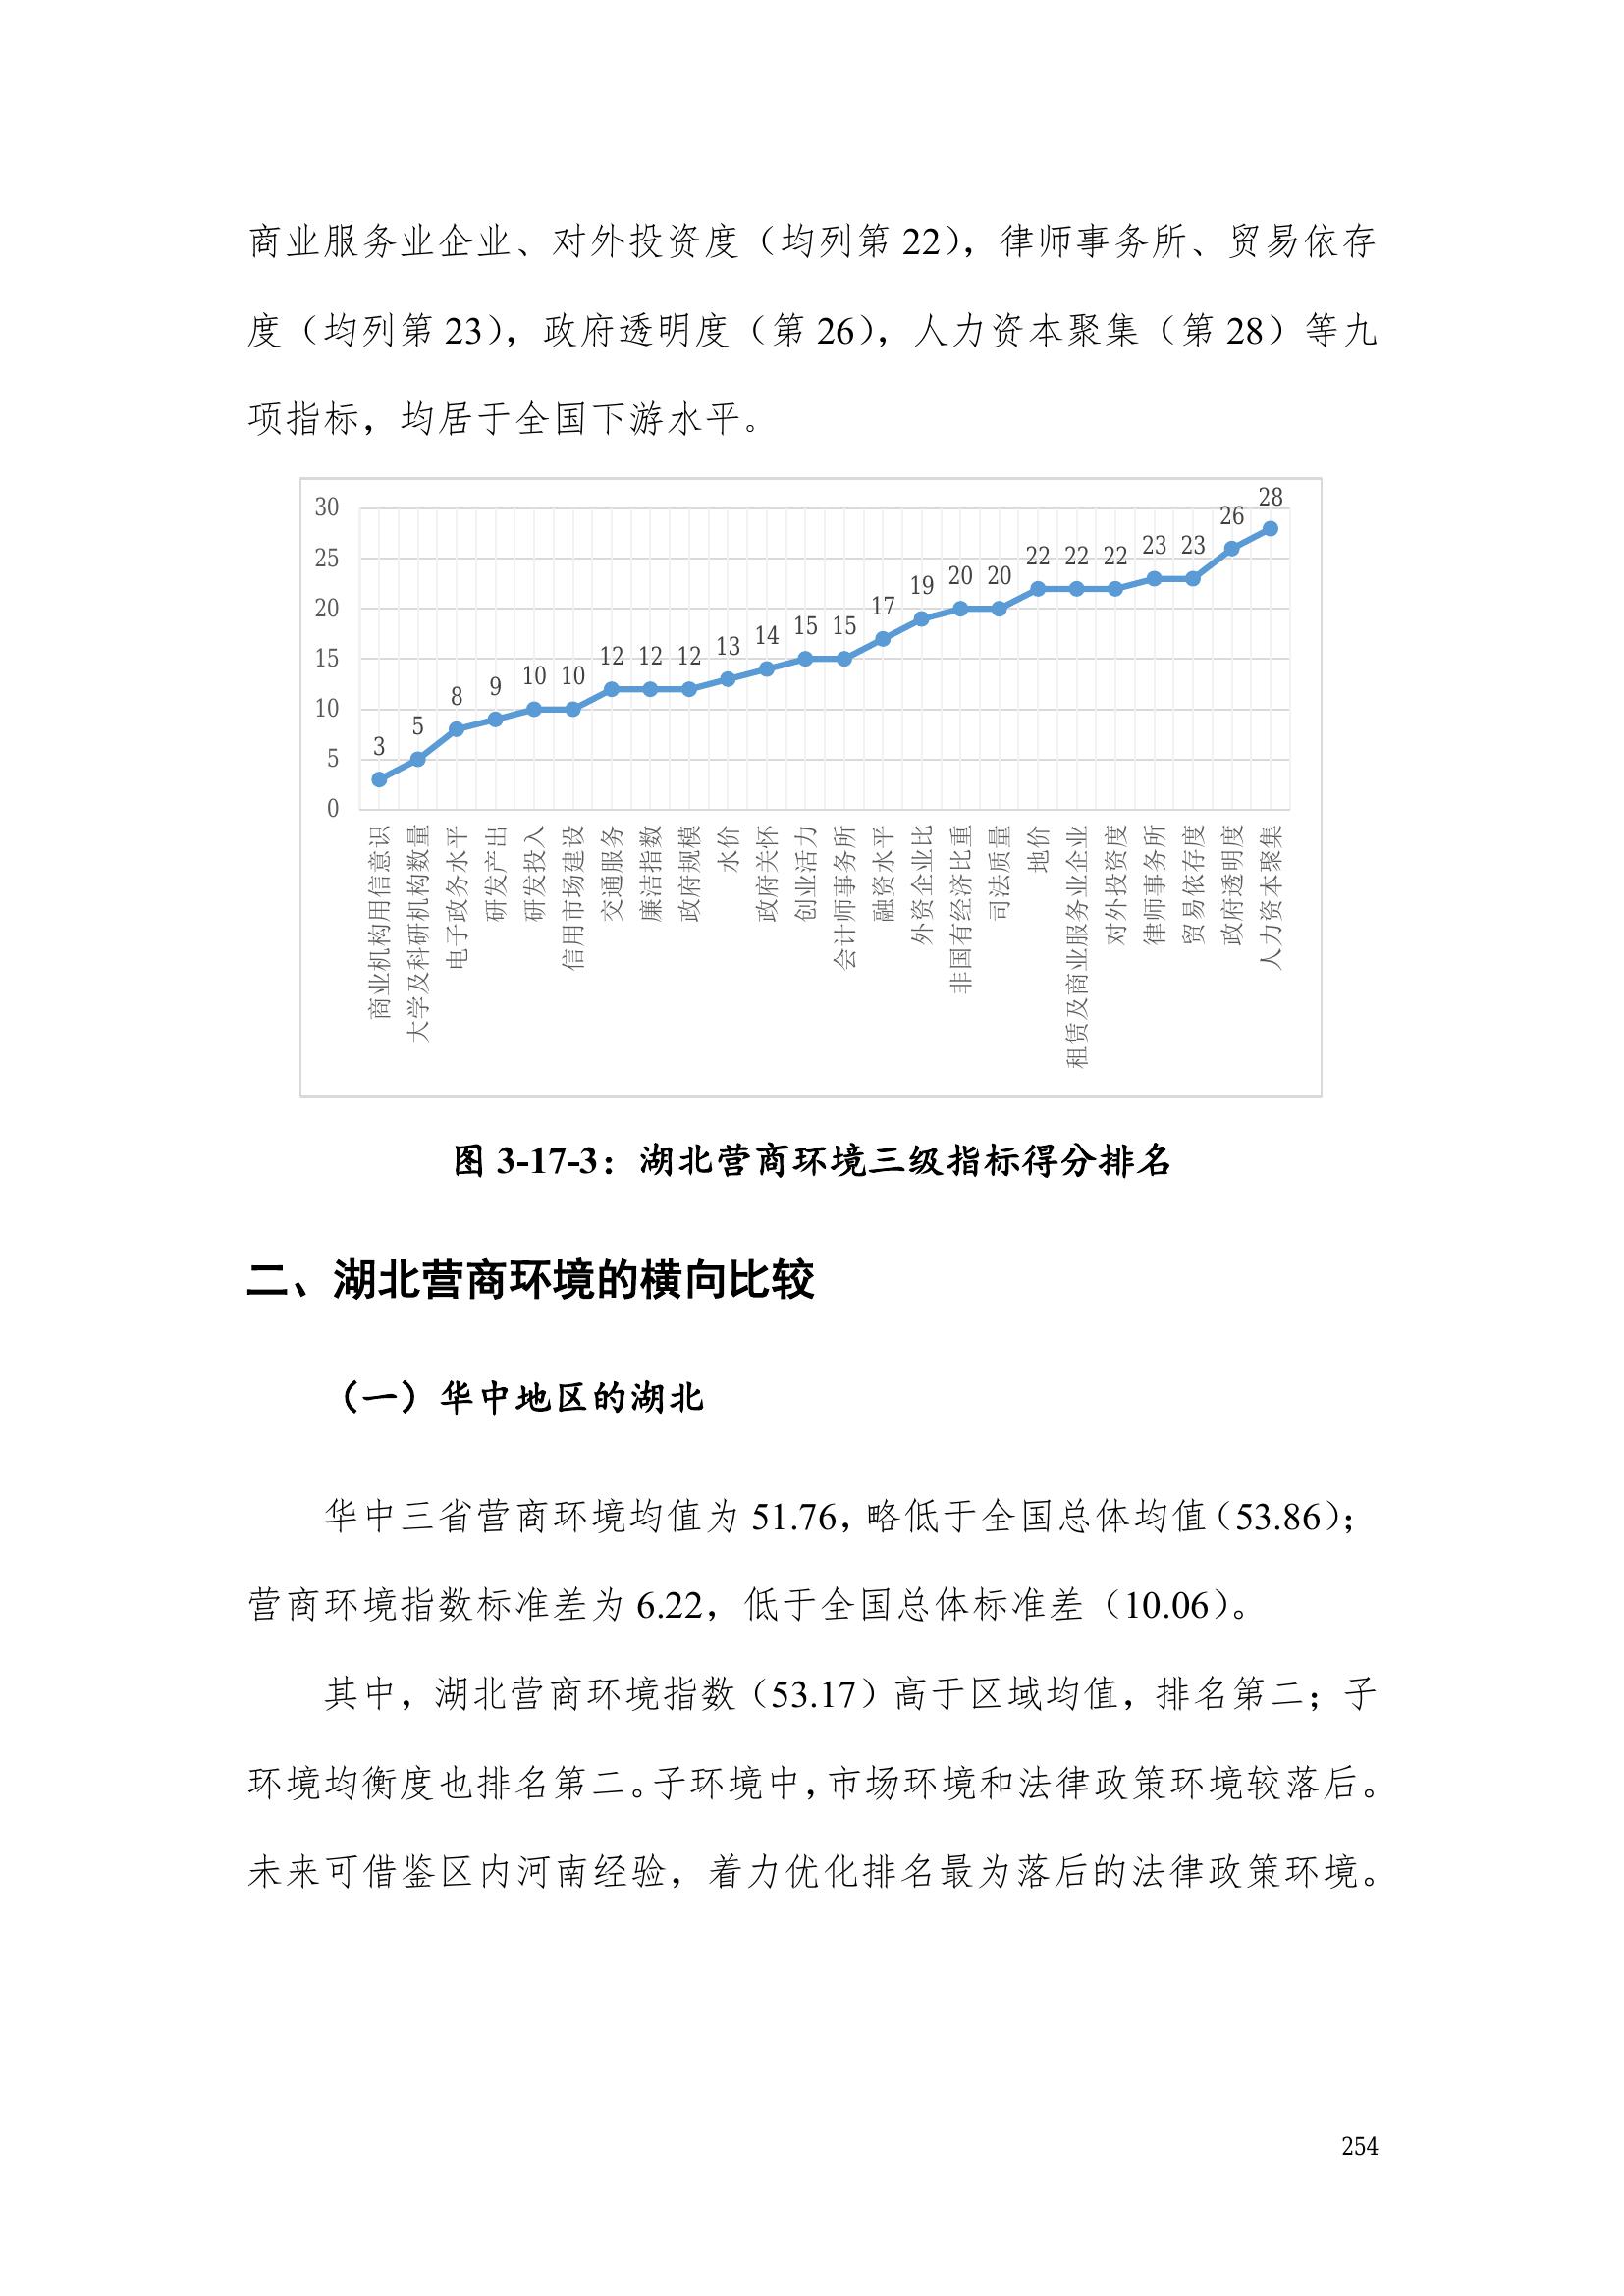 商业服务业企业、对外投资度（均列第 22），律师事务所、贸易依存
度（均列第 23），政府透明度（第 26），人力资本聚集（第 28）等九
项指标，均居于全国下游水平。
30
25
20
15
10
5
0
3
5
8
9
10
10
12
12
12
13
14
15
15
17
19
20
20
22
22
22
23
23
26
28
商业机构用信意识
大学及科研机构数量
电子政务水平
研发产出
研发投入
信用市场建设
交通服务
廉洁指数
政府规模
水价
政府关怀
创业活力
会计师事务所
融资水平
外资企业比
非国有经济比重
司法质量
地价
租赁及商业服务业企业
对外投资度
律师事务所
贸易依存度
政府透明度
人力资本聚集
图 3-17-3：湖北营商环境三级指标得分排名
二、湖北营商环境的横向比较
（一）华中地区的湖北
华中三省营商环境均值为 51.76，略低于全国总体均值（53.86）；
营商环境指数标准差为 6.22，低于全国总体标准差（10.06）。
其中，湖北营商环境指数（53.17）高于区域均值，排名第二；子
环境均衡度也排名第二。子环境中，市场环境和法律政策环境较落后。
未来可借鉴区内河南经验，着力优化排名最为落后的法律政策环境。
254